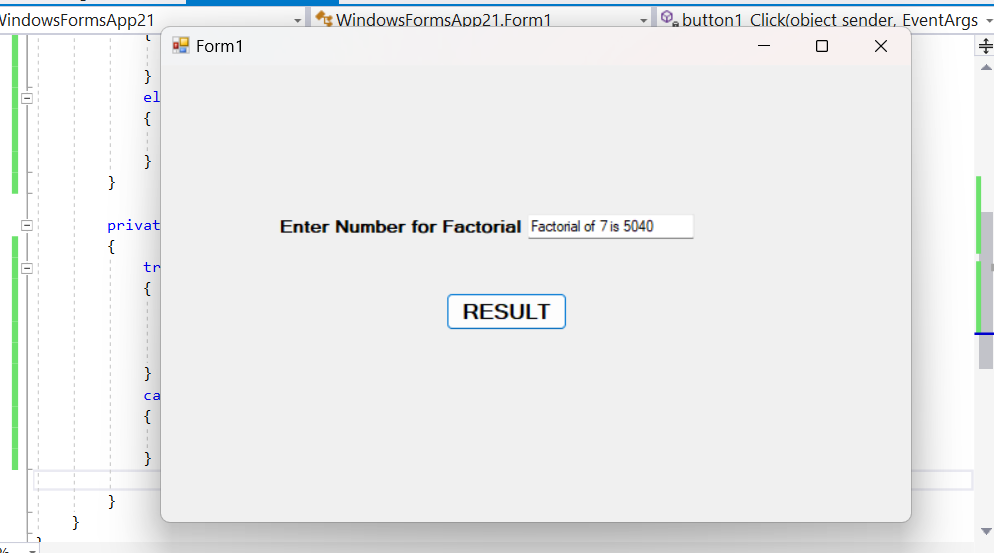 WindowsFormsApp21 WindowsFormsApp21.Form1 button1_Click(object sender, EventArgs
Form1
{
}
el
{
}
}
Enter Number for Factorial Factorial of 7 is 5040
privat
{
tr
{
RESULT
}
ca
{
}
}
}
%